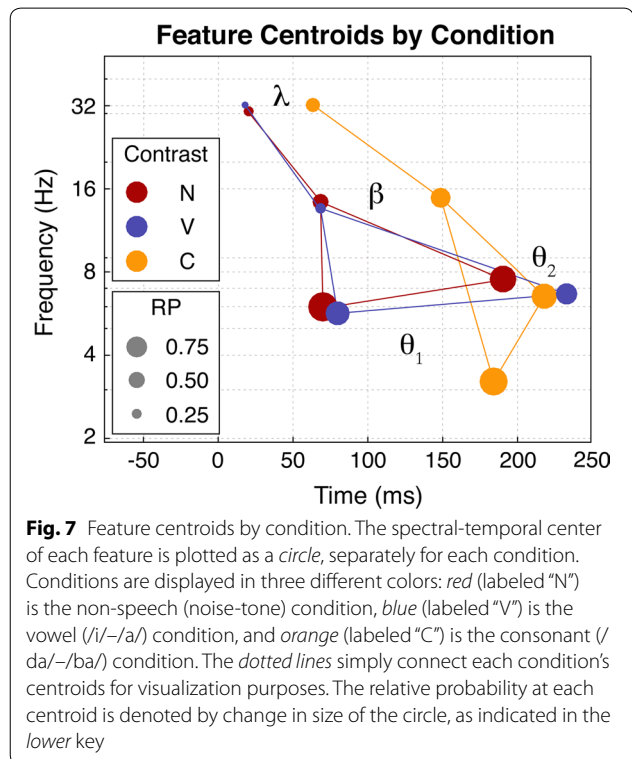 Feature Centroids by Condition
32
16
8
4
2
Frequency (Hz)
Contrast
N
V
C
RP
0.75
0.50
0.25
λ
β
θ2
θ1
-50 0 50 100 150 200 250
Time (ms)
Fig. 7 Feature centroids by condition. The spectral-temporal center
of each feature is plotted as a circle, separately for each condition.
Conditions are displayed in three different colors: red (labeled “N”)
is the non-speech (noise-tone) condition, blue (labeled “V”) is the
vowel (/i/–/a/) condition, and orange (labeled “C”) is the consonant (/
da/–/ba/) condition. The dotted lines simply connect each condition’s
centroids for visualization purposes. The relative probability at each
centroid is denoted by change in size of the circle, as indicated in the
lower key